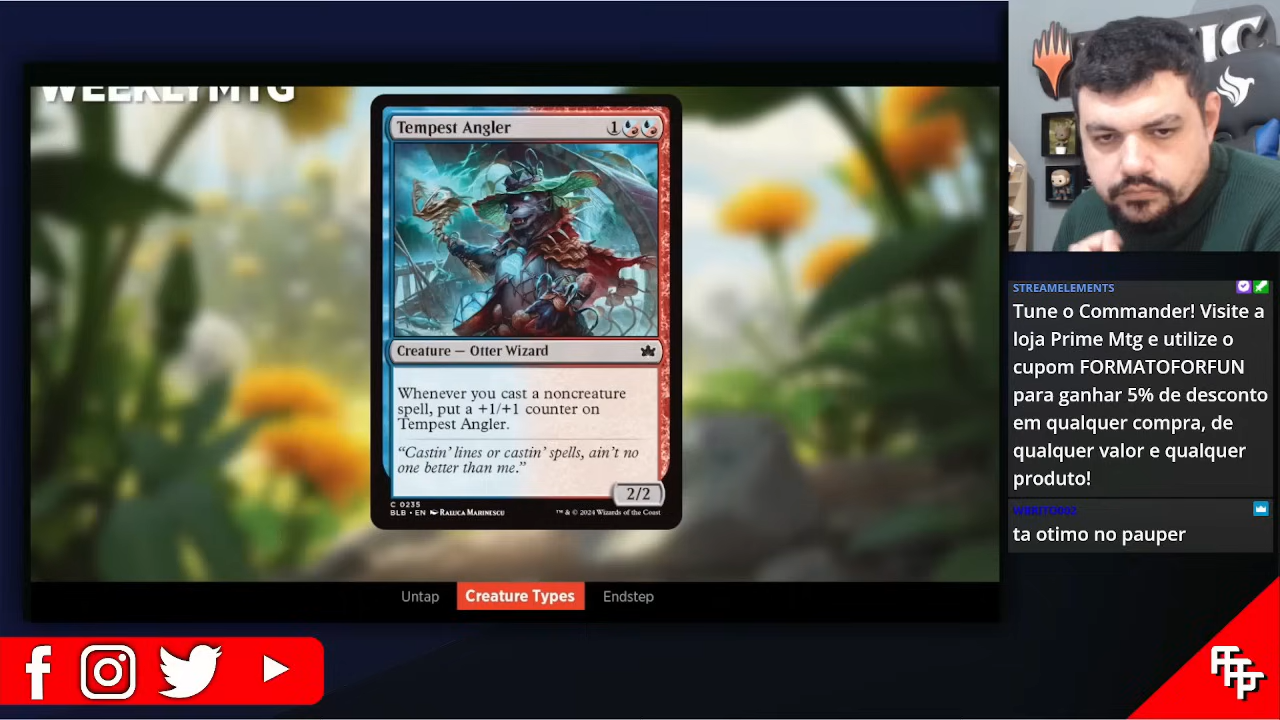 WEEKLYMTG
Tempest Angler 1
Creature — Otter Wizard
Whenever you cast a noncreature
spell, put a +1/+1 counter on
Tempest Angler.
“Castin’ lines or castin’ spells, ain’t no
one better than me.”
2/2
C 0235
BLB • EN Raluca Marinescu
™ & © 2024 Wizards of the Coast
Untap Creature Types Endstep
STREAMELEMENTS
Tune o Commander! Visite a
loja Prime Mtg e utilize o
cupom FORMATOFORFUN
para ganhar 5% de desconto
em qualquer compra, de
qualquer valor e qualquer
produto!
ta otimo no pauper
FFF